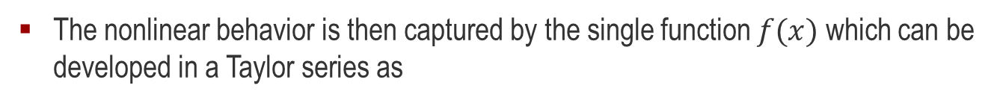 ▪ The nonlinear behavior is then captured by the single function 𝑓(𝑥) which can be
developed in a Taylor series as